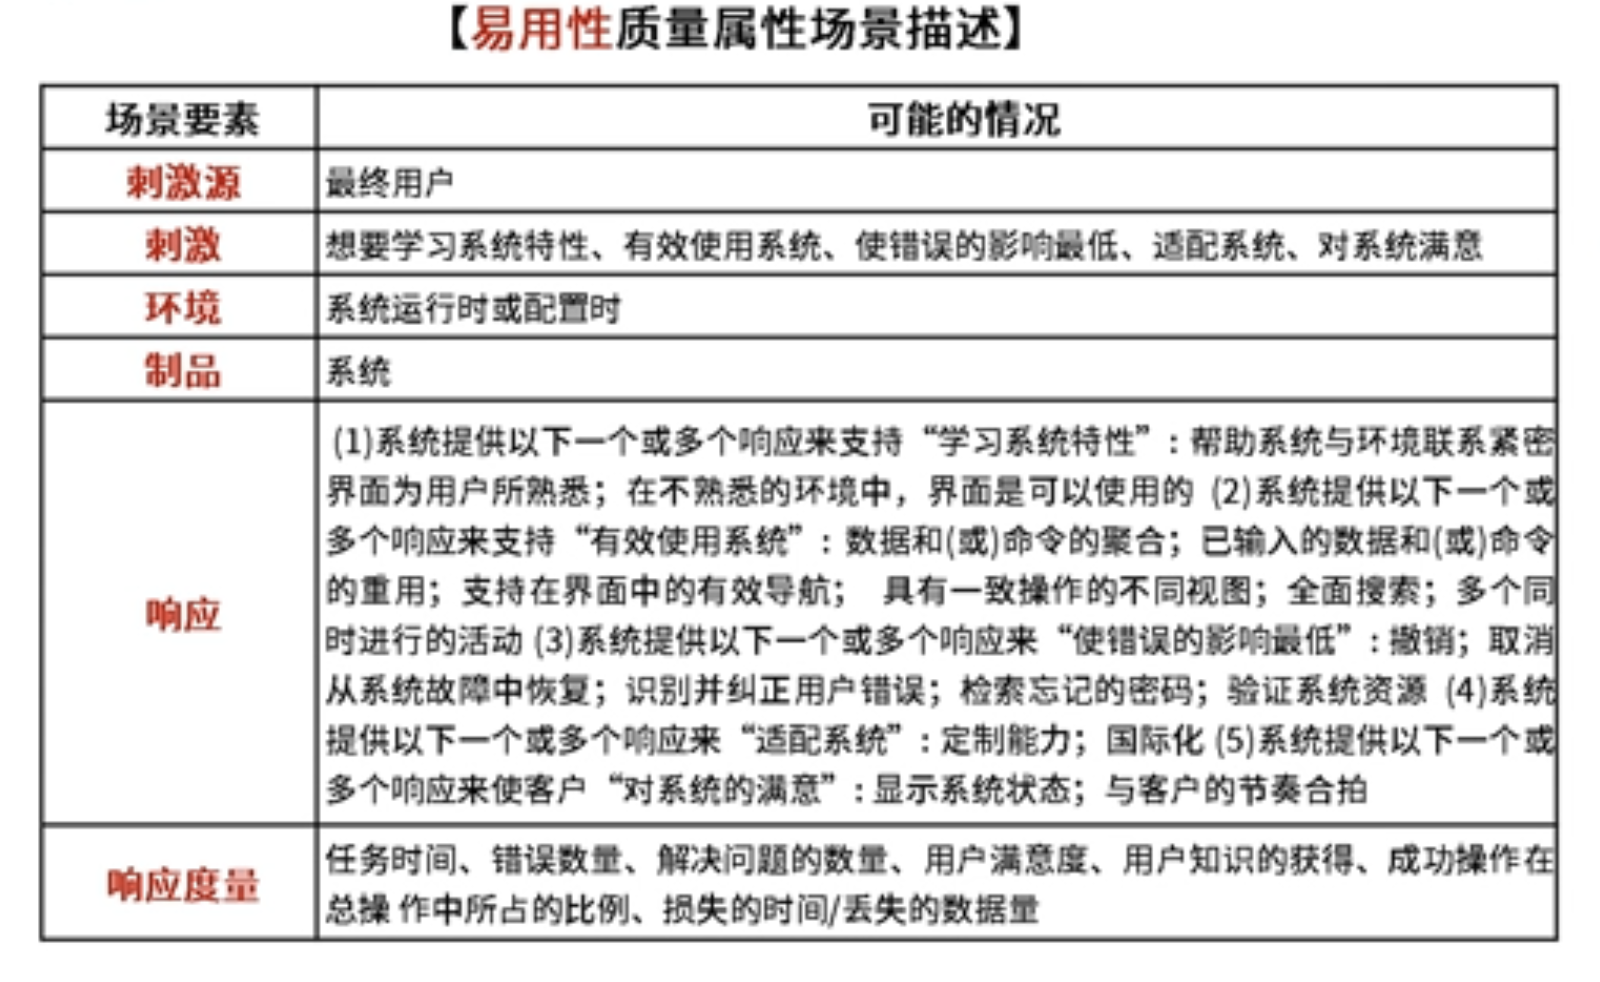 【易用性质量属性场景描述】
场景要素 可能的情况
刺激源 最终用户
刺激 想要学习系统特性、有效使用系统、使错误的影响最低、适配系统、对系统满意
环境 系统运行时或配置时
制品 系统
响应
(1)系统提供以下一个或多个响应来支持“学习系统特性”：帮助系统与环境联系紧密
界面为用户所熟悉；在不熟悉的环境中，界面是可以使用的 (2)系统提供以下一个或
多个响应来支持“有效使用系统”：数据和(或)命令的聚合；已输入的数据和(或)命令
的重用；支持在界面中的有效导航； 具有一致操作的不同视图；全面搜索；多个同
时进行的活动 (3)系统提供以下一个或多个响应来“使错误的影响最低”：撤销；取消
从系统故障中恢复；识别并纠正用户错误；检索忘记的密码；验证系统资源 (4)系统
提供以下一个或多个响应来“适配系统”：定制能力；国际化 (5)系统提供以下一个或
多个响应来使客户“对系统的满意”：显示系统状态；与客户的节奏合拍
响应度量
任务时间、错误数量、解决问题的数量、用户满意度、用户知识的获得、成功操作在
总操 作中所占的比例、损失的时间/丢失的数据量